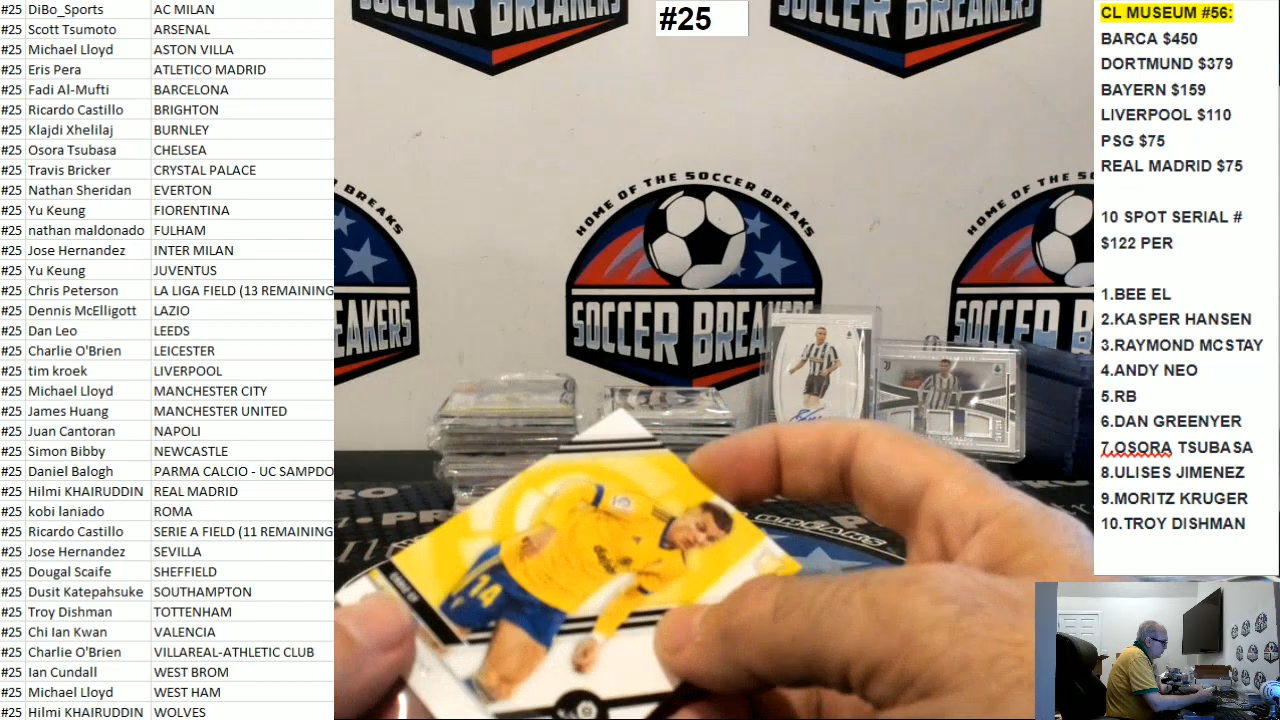 #25 DiBo_Sports AC MILAN
#25 Scott Tsumoto ARSENAL
#25 Michael Lloyd ASTON VILLA
#25 Eris Pera ATLETICO MADRID
#25 Fadi Al-Mufti BARCELONA
#25 Ricardo Castillo BRIGHTON
#25 Klajdi Xhelilaj BURNLEY
#25 Osora Tsubasa CHELSEA
#25 Travis Bricker CRYSTAL PALACE
#25 Nathan Sheridan EVERTON
#25 Yu Keung FIORENTINA
#25 nathan maldonado FULHAM
#25 Jose Hernandez INTER MILAN
#25 Yu Keung JUVENTUS
#25 Chris Peterson LA LIGA FIELD (13 REMAINING
#25 Dennis McElligott LAZIO
#25 Dan Leo LEEDS
#25 Charlie O'Brien LEICESTER
#25 tim kroek LIVERPOOL
#25 Michael Lloyd MANCHESTER CITY
#25 James Huang MANCHESTER UNITED
#25 Juan Cantoran NAPOLI
#25 Simon Bibby NEWCASTLE
#25 Daniel Balogh PARMA CALCIO - UC SAMPDO
#25 Hilmi KHAIRUDDIN REAL MADRID
#25 kobi laniado ROMA
#25 Ricardo Castillo SERIE A FIELD (11 REMAINING
#25 Jose Hernandez SEVILLA
#25 Dougal Scaife SHEFFIELD
#25 Dusit Katepahsuke SOUTHAMPTON
#25 Troy Dishman TOTTENHAM
#25 Chi Ian Kwan VALENCIA
#25 Charlie O'Brien VILLAREAL-ATHLETIC CLUB
#25 Ian Cundall WEST BROM
#25 Michael Lloyd WEST HAM
#25 Hilmi KHAIRUDDIN WOLVES
SOCCER BREAKERS
#25
SOCCER BREAKERS
HOME OF THE SOCCER BREAKS
SOCCER BREAKERS
BREAKS
BREAKERS
HOME OF THE SOCCER
SOCCER BREAKERS
14
CL MUSEUM #56:
BARCA $450
DORTMUND $379
BAYERN $159
LIVERPOOL $110
PSG $75
REAL MADRID $75
10 SPOT SERIAL #
$122 PER
1.BEE EL
2.KASPER HANSEN
3.RAYMOND MCSTAY
4.ANDY NEO
5.RB
6.DAN GREENYER
7.OSORA TSUBASA
8.ULISES JIMENEZ
9.MORITZ KRUGER
10.TROY DISHMAN